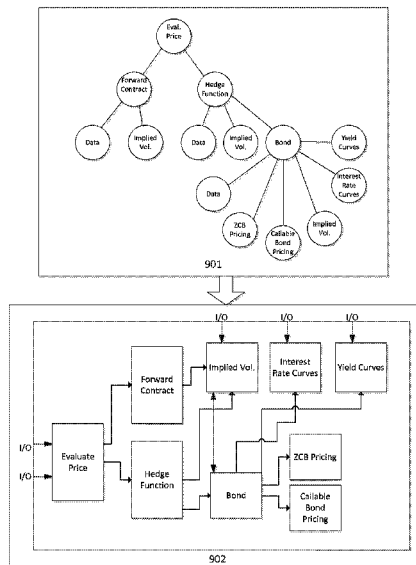 Eval.
Price
Forward
Contract
Hedge
Function
Data
Implied
Vol.
Data
Implied
Vol.
Bond
Yield
Curves
Interest
Rate
Curves
Data
ZCB
Pricing
Callable
Bond
Pricing
Implied
Vol.
901
I/O
I/O
I/O
Forward
Contract
Implied Vol.
Interest
Rate Curves
Yield Curves
I/O
I/O
Evaluate
Price
Hedge
Function
Bond
ZCB Pricing
Callable
Bond
Pricing
902